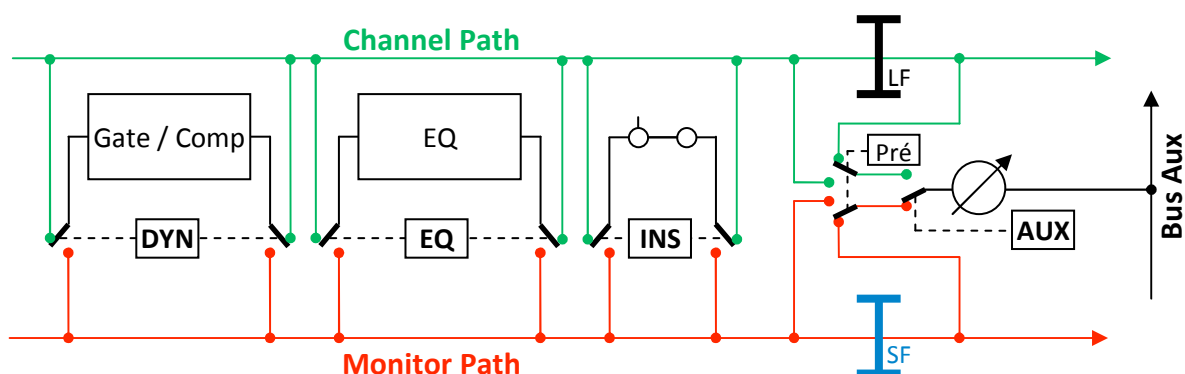 Channel Path
LF
Gate / Comp
EQ
Pré
Bus Aux
DYN
EQ
INS
AUX
SF
Monitor Path